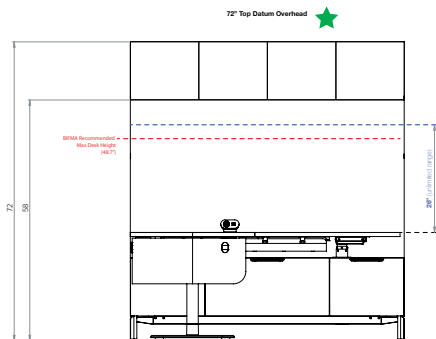 72" Top Datum Overhead
BIFMA Recommended
Max Desk Height
(48.7")
72
58
26" (unlimited range)